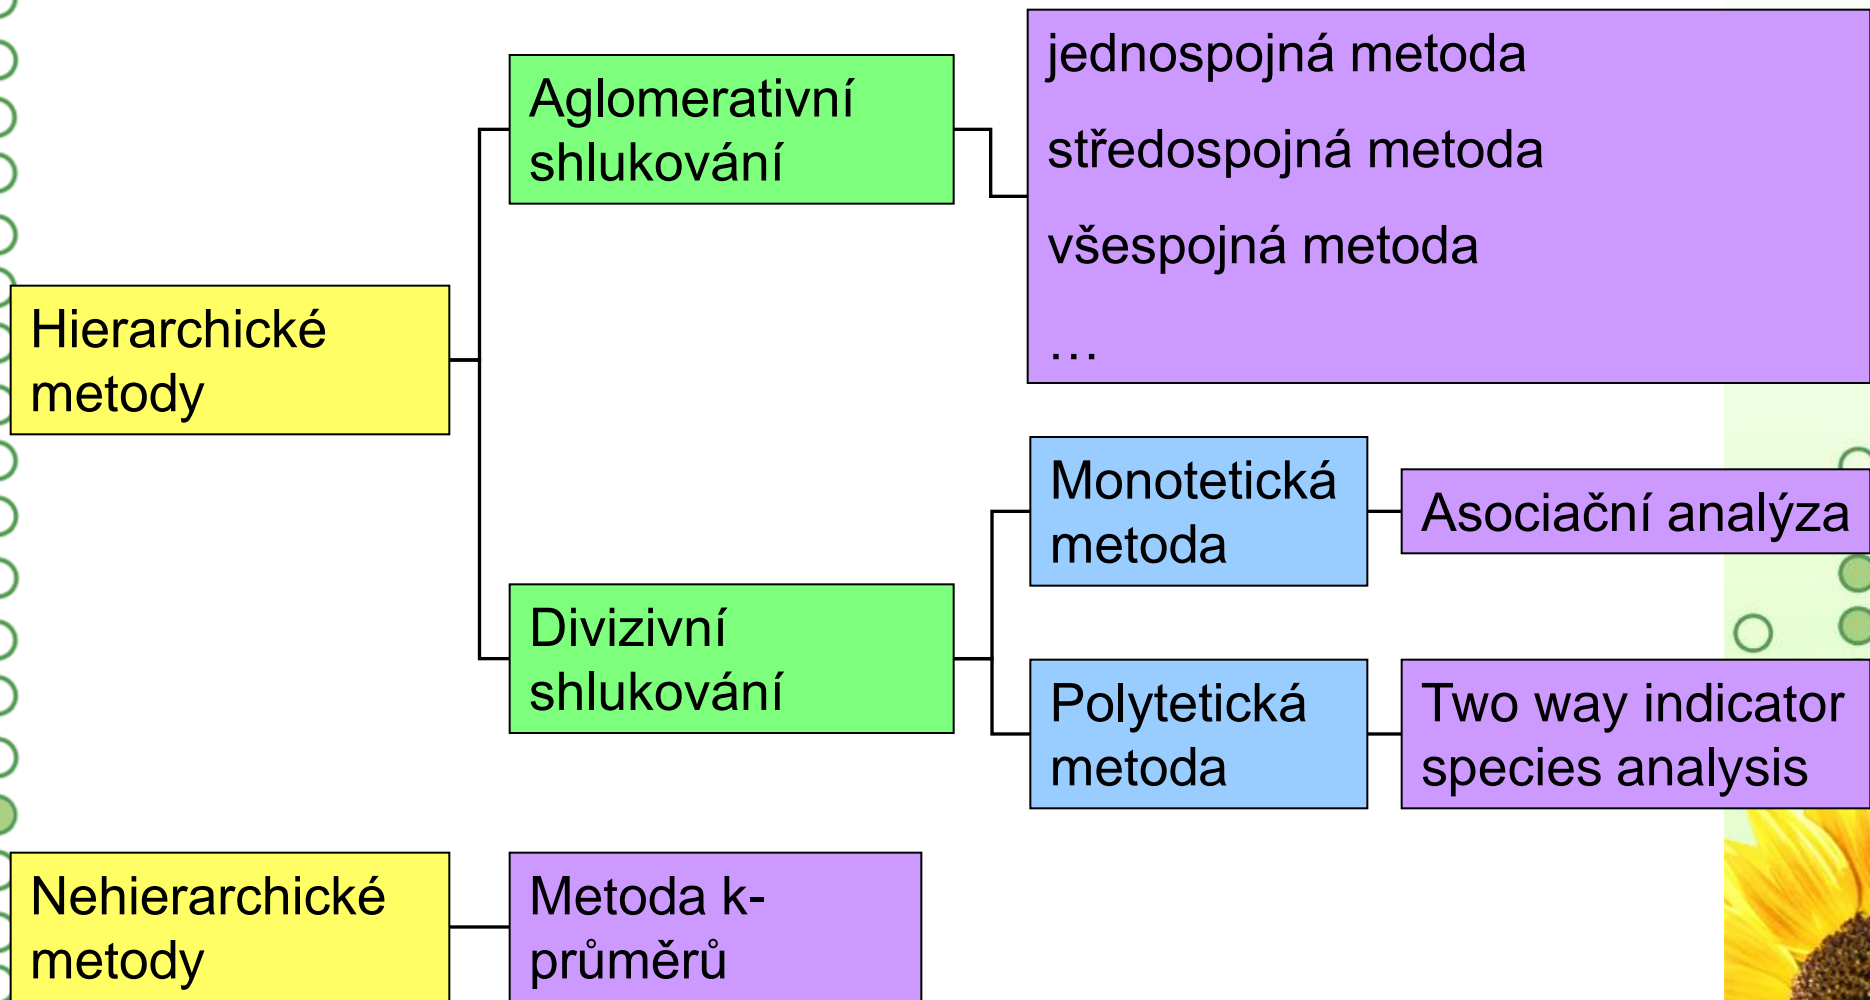 Hierarchické
metody
Aglomerativní
shlukování
jednospojná metoda
středospojná metoda
všespojná metoda
…
Divizivní
shlukování
Monotetická
metoda
Asociační analýza
Polytetická
metoda
Two way indicator
species analysis
Nehierarchické
metody
Metoda k-
průměrů